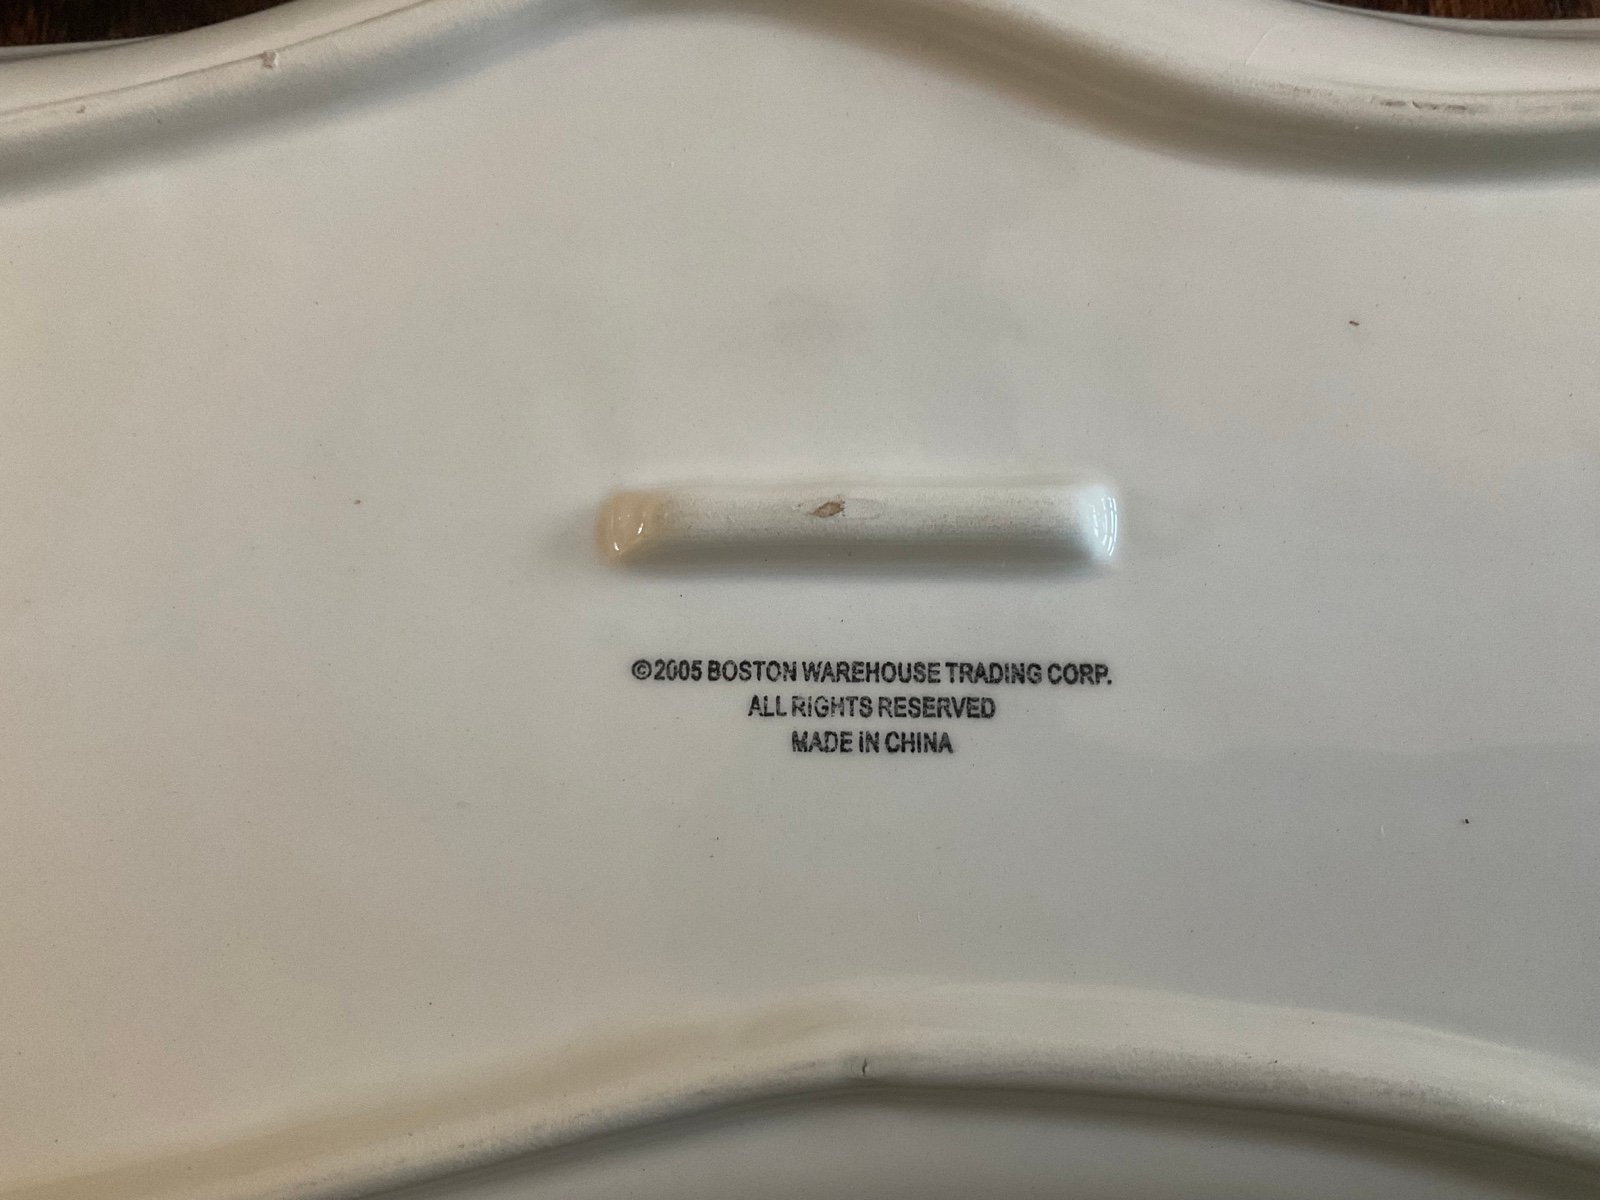 ©2005 BOSTON WAREHOUSE TRADING CORP.
ALL RIGHTS RESERVED
MADE IN CHINA